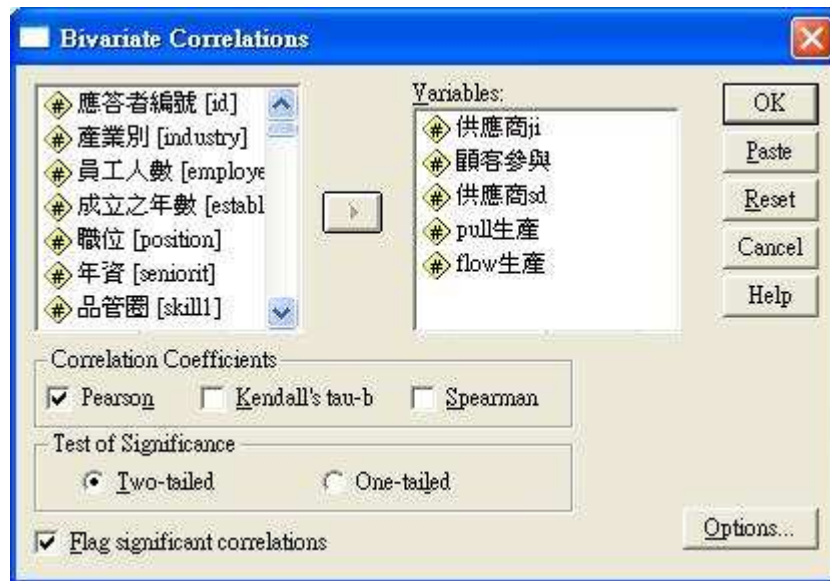 Bivariate Correlations
應答者編號 [id]
產業別 [industry]
員工人數 [employe
成立之年數 [establ
職位 [position]
年資 [seniorit]
品管圈 [skill1]
Variables:
供應商ji
顧客參與
供應商sd
pull生產
flow生產
OK
Paste
Reset
Cancel
Help
Correlation Coefficients
Pearson Kendall's tau-b Spearman
Test of Significance
Two-tailed One-tailed
Flag significant correlations
Options...